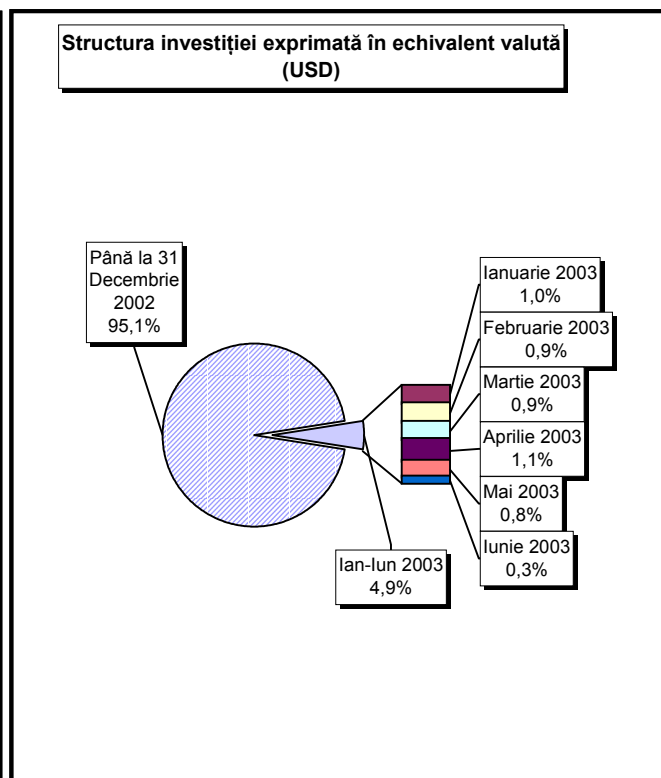 Structura investiției exprimată în echivalent valută
(USD)
Până la 31
Decembrie
2002
95,1%
Ianuarie 2003
1,0%
Februarie 2003
0,9%
Martie 2003
0,9%
Aprilie 2003
1,1%
Mai 2003
0,8%
Iunie 2003
0,3%
Ian-Iun 2003
4,9%